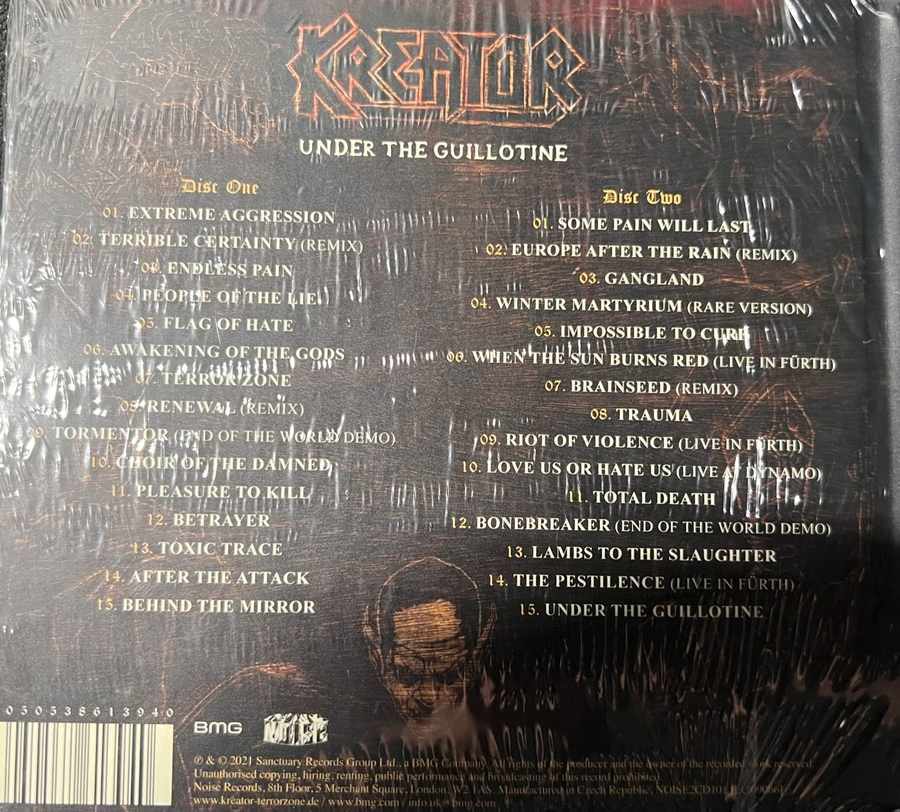 KREATOR
UNDER THE GUILLOTINE
Disc One
01. EXTREME AGGRESSION
02. TERRIBLE CERTAINTY (REMIX)
03. ENDLESS PAIN
04. PEOPLE OF THE LIE
05. FLAG OF HATE
06. AWAKENING OF THE GODS
07. TERROR ZONE
08. RENEWAL (REMIX)
09. TORMENTOR (END OF THE WORLD DEMO)
10. CHOIR OF THE DAMNED
11. PLEASURE TO KILL
12. BETRAYER
13. TOXIC TRACE
14. AFTER THE ATTACK
15. BEHIND THE MIRROR
Disc Two
01. SOME PAIN WILL LAST
02. EUROPE AFTER THE RAIN (REMIX)
03. GANGLAND
04. WINTER MARTYRIUM (RARE VERSION)
05. IMPOSSIBLE TO CURE
06. WHEN THE SUN BURNS RED (LIVE IN FÜRTH)
07. BRAINSEED (REMIX)
08. TRAUMA
09. RIOT OF VIOLENCE (LIVE IN FÜRTH)
10. LOVE US OR HATE US (LIVE AT DYNAMO)
11. TOTAL DEATH
12. BONEBREAKER (END OF THE WORLD DEMO)
13. LAMBS TO THE SLAUGHTER
14. THE PESTILENCE (LIVE IN FÜRTH)
15. UNDER THE GUILLOTINE
5053538613940
BMG NOISE
℗ & © 2021 Sanctuary Records Group Ltd., a BMG Company. All rights of the producer and the owner of the recorded work reserved.
Unauthorised copying, hiring, renting, public performance and broadcasting of this record prohibited.
Noise Records, 8th Floor, 5 Merchant Square, London, W2 1AS. Manufactured in Czech Republic.
www.kreator-terrorzone.de / www.bmg.com / info.uk@bmg.com